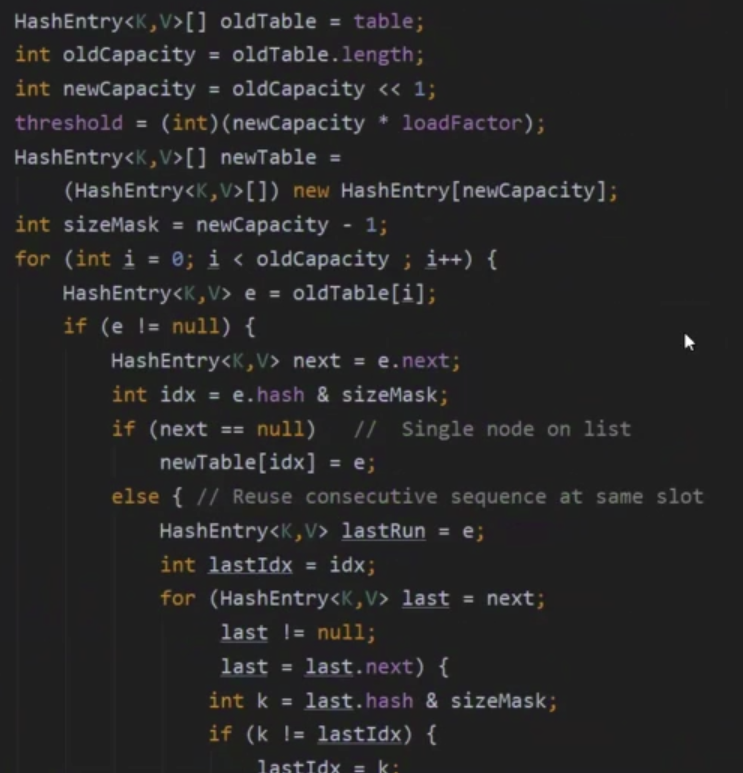 HashEntry<K,V>[] oldTable = table;
int oldCapacity = oldTable.length;
int newCapacity = oldCapacity << 1;
threshold = (int)(newCapacity * loadFactor);
HashEntry<K,V>[] newTable =
    (HashEntry<K,V>[]) new HashEntry[newCapacity];
int sizeMask = newCapacity - 1;
for (int i = 0; i < oldCapacity ; i++) {
    HashEntry<K,V> e = oldTable[i];
    if (e != null) {
        HashEntry<K,V> next = e.next;
        int idx = e.hash & sizeMask;
        if (next == null)   //  Single node on list
            newTable[idx] = e;
        else { // Reuse consecutive sequence at same slot
            HashEntry<K,V> lastRun = e;
            int lastIdx = idx;
            for (HashEntry<K,V> last = next;
                 last != null;
                 last = last.next) {
                int k = last.hash & sizeMask;
                if (k != lastIdx) {
                    lastIdx = k;